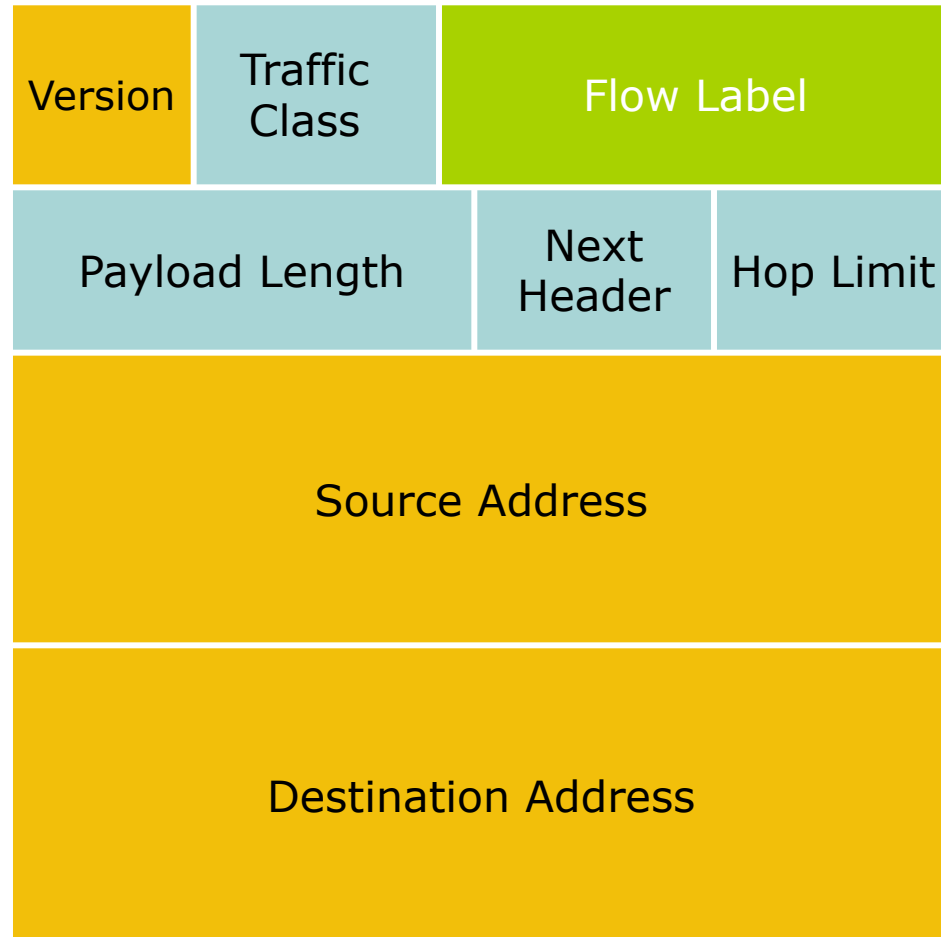 Version
Traffic
Class
Flow Label
Payload Length
Next
Header
Hop Limit
Source Address
Destination Address